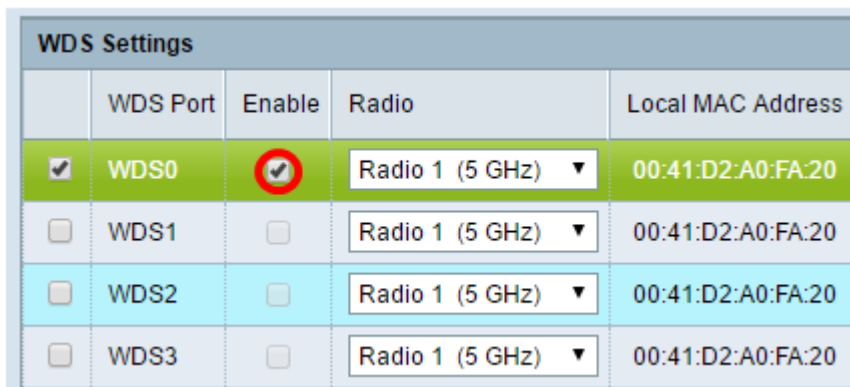 WDS Settings
WDS Port Enable Radio Local MAC Address
WDS0 Radio 1 (5 GHz) 00:41:D2:A0:FA:20
WDS1 Radio 1 (5 GHz) 00:41:D2:A0:FA:20
WDS2 Radio 1 (5 GHz) 00:41:D2:A0:FA:20
WDS3 Radio 1 (5 GHz) 00:41:D2:A0:FA:20